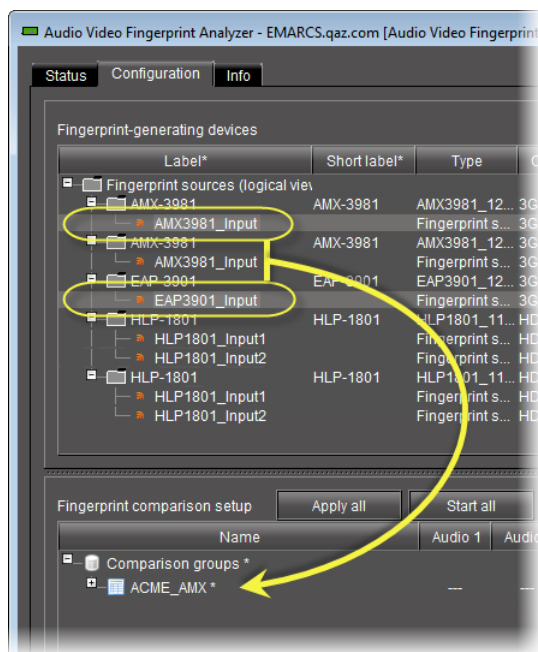 Audio Video Fingerprint Analyzer - EMARCS.qaz.com [Audio Video Fingerprint
Status Configuration Info
Fingerprint-generating devices
Label* Short label* Type
Fingerprint sources (logical view
AMX-3981 AMX-3981 AMX3981_12... 3G
AMX3981_Input Fingerprint s... 3G
AMX-3981 AMX-3981 AMX3981_12... 3G
AMX3981_Input Fingerprint s... 3G
EAP-3901 EAP-3901 EAP3901_12... 3G
EAP3901_Input Fingerprint s... 3G
HLP-1801 HLP-1801 HLP1801_11... HD
HLP1801_Input1 Fingerprint s... HD
HLP1801_Input2 Fingerprint s... HD
HLP-1801 HLP-1801 HLP1801_11... HD
HLP1801_Input1 Fingerprint s... HD
HLP1801_Input2 Fingerprint s... HD
Fingerprint comparison setup Apply all Start all
Name Audio 1 Audio
Comparison groups *
ACME_AMX * --- ---